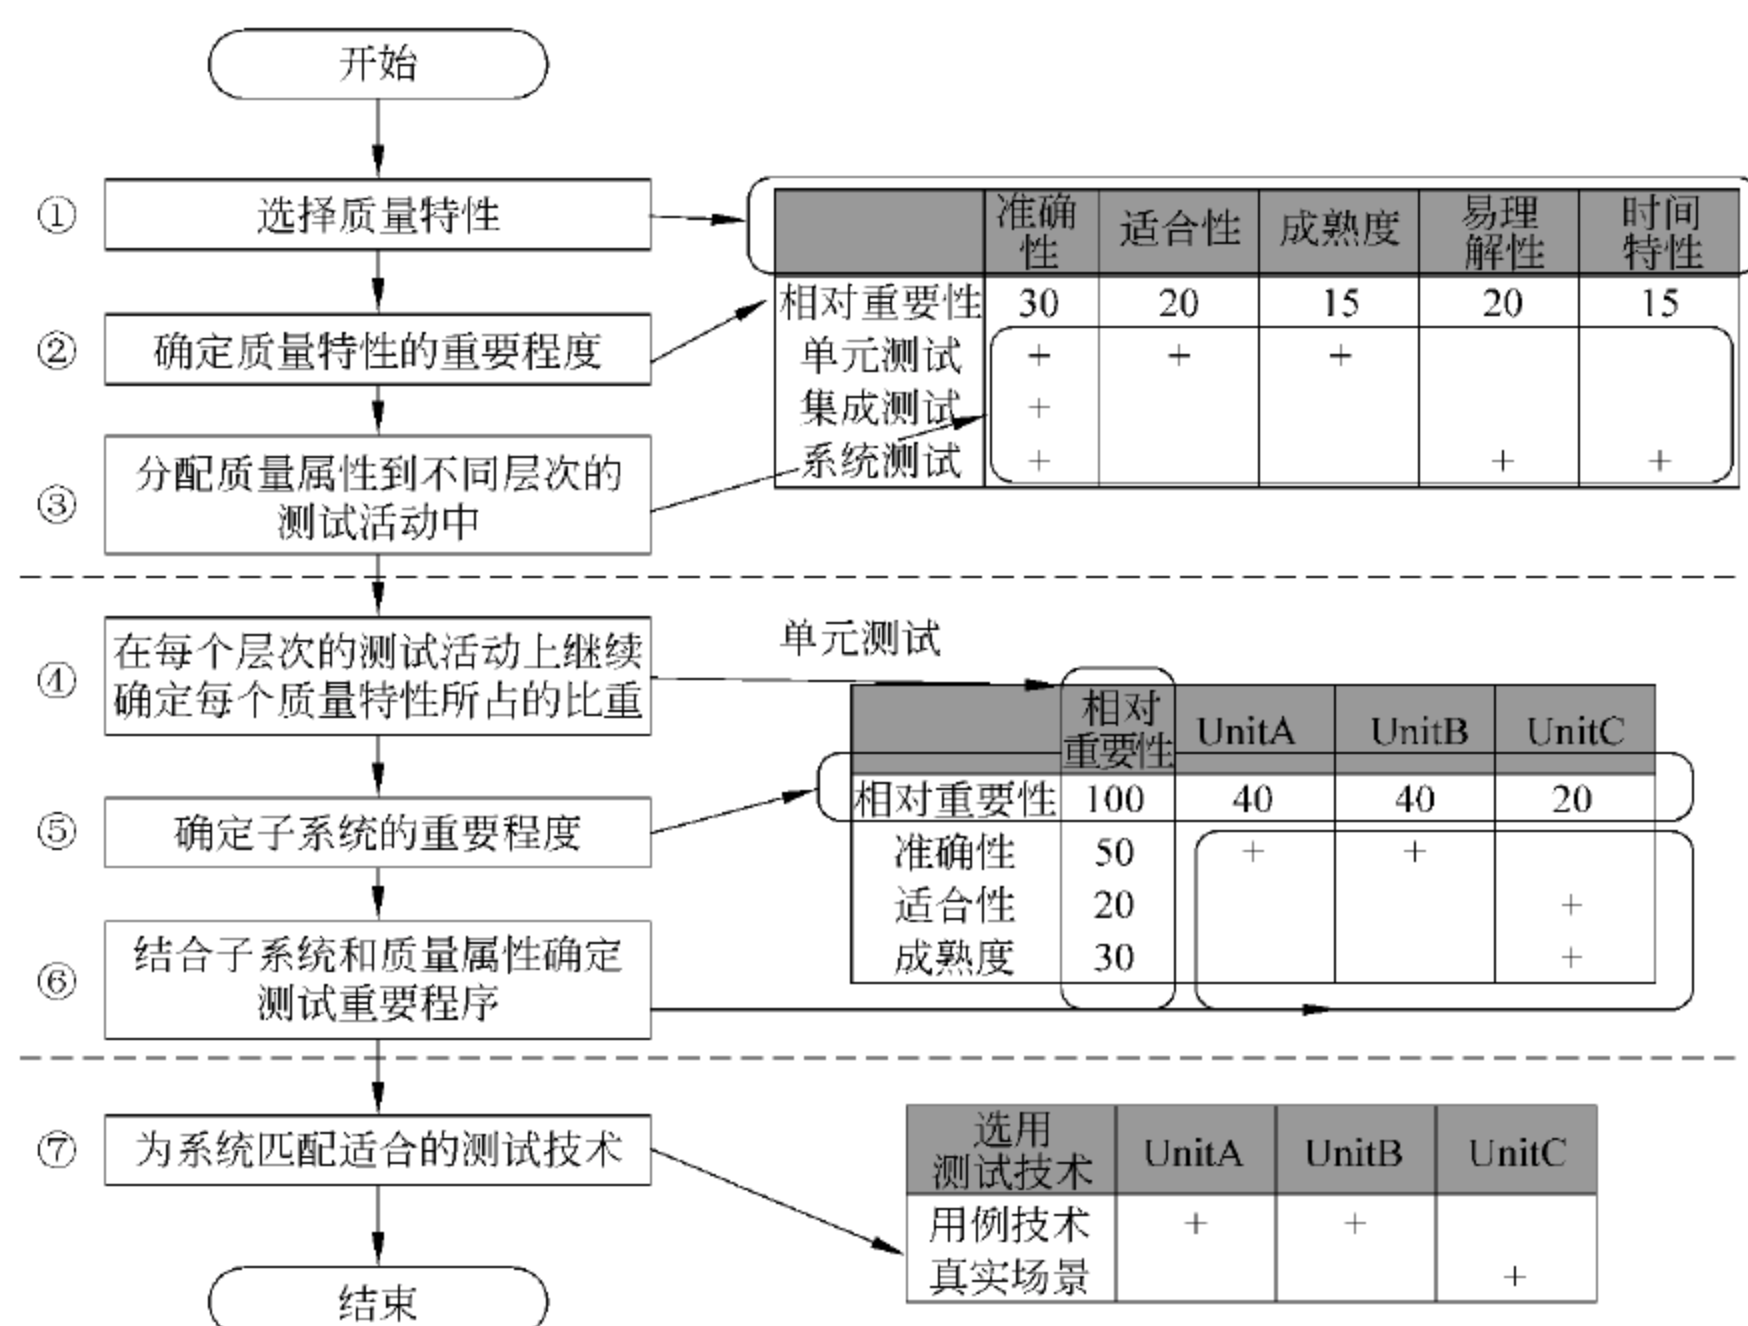 开始
① 选择质量特性
② 确定质量特性的重要程度
③ 分配质量属性到不同层次的
测试活动中
准确
性 适合性 成熟度 易理
解性 时间
特性
相对重要性 30 20 15 20 15
单元测试 + + +
集成测试 +
系统测试 + + +
④ 在每个层次的测试活动上继续
确定每个质量特性所占的比重
⑤ 确定子系统的重要程度
⑥ 结合子系统和质量属性确定
测试重要程序
单元测试
相对
重要性 UnitA UnitB UnitC
相对重要性 100 40 40 20
准确性 50 + +
适合性 20 +
成熟度 30 +
⑦ 为系统匹配适合的测试技术
选用
测试技术 UnitA UnitB UnitC
用例技术 + +
真实场景 +
结束